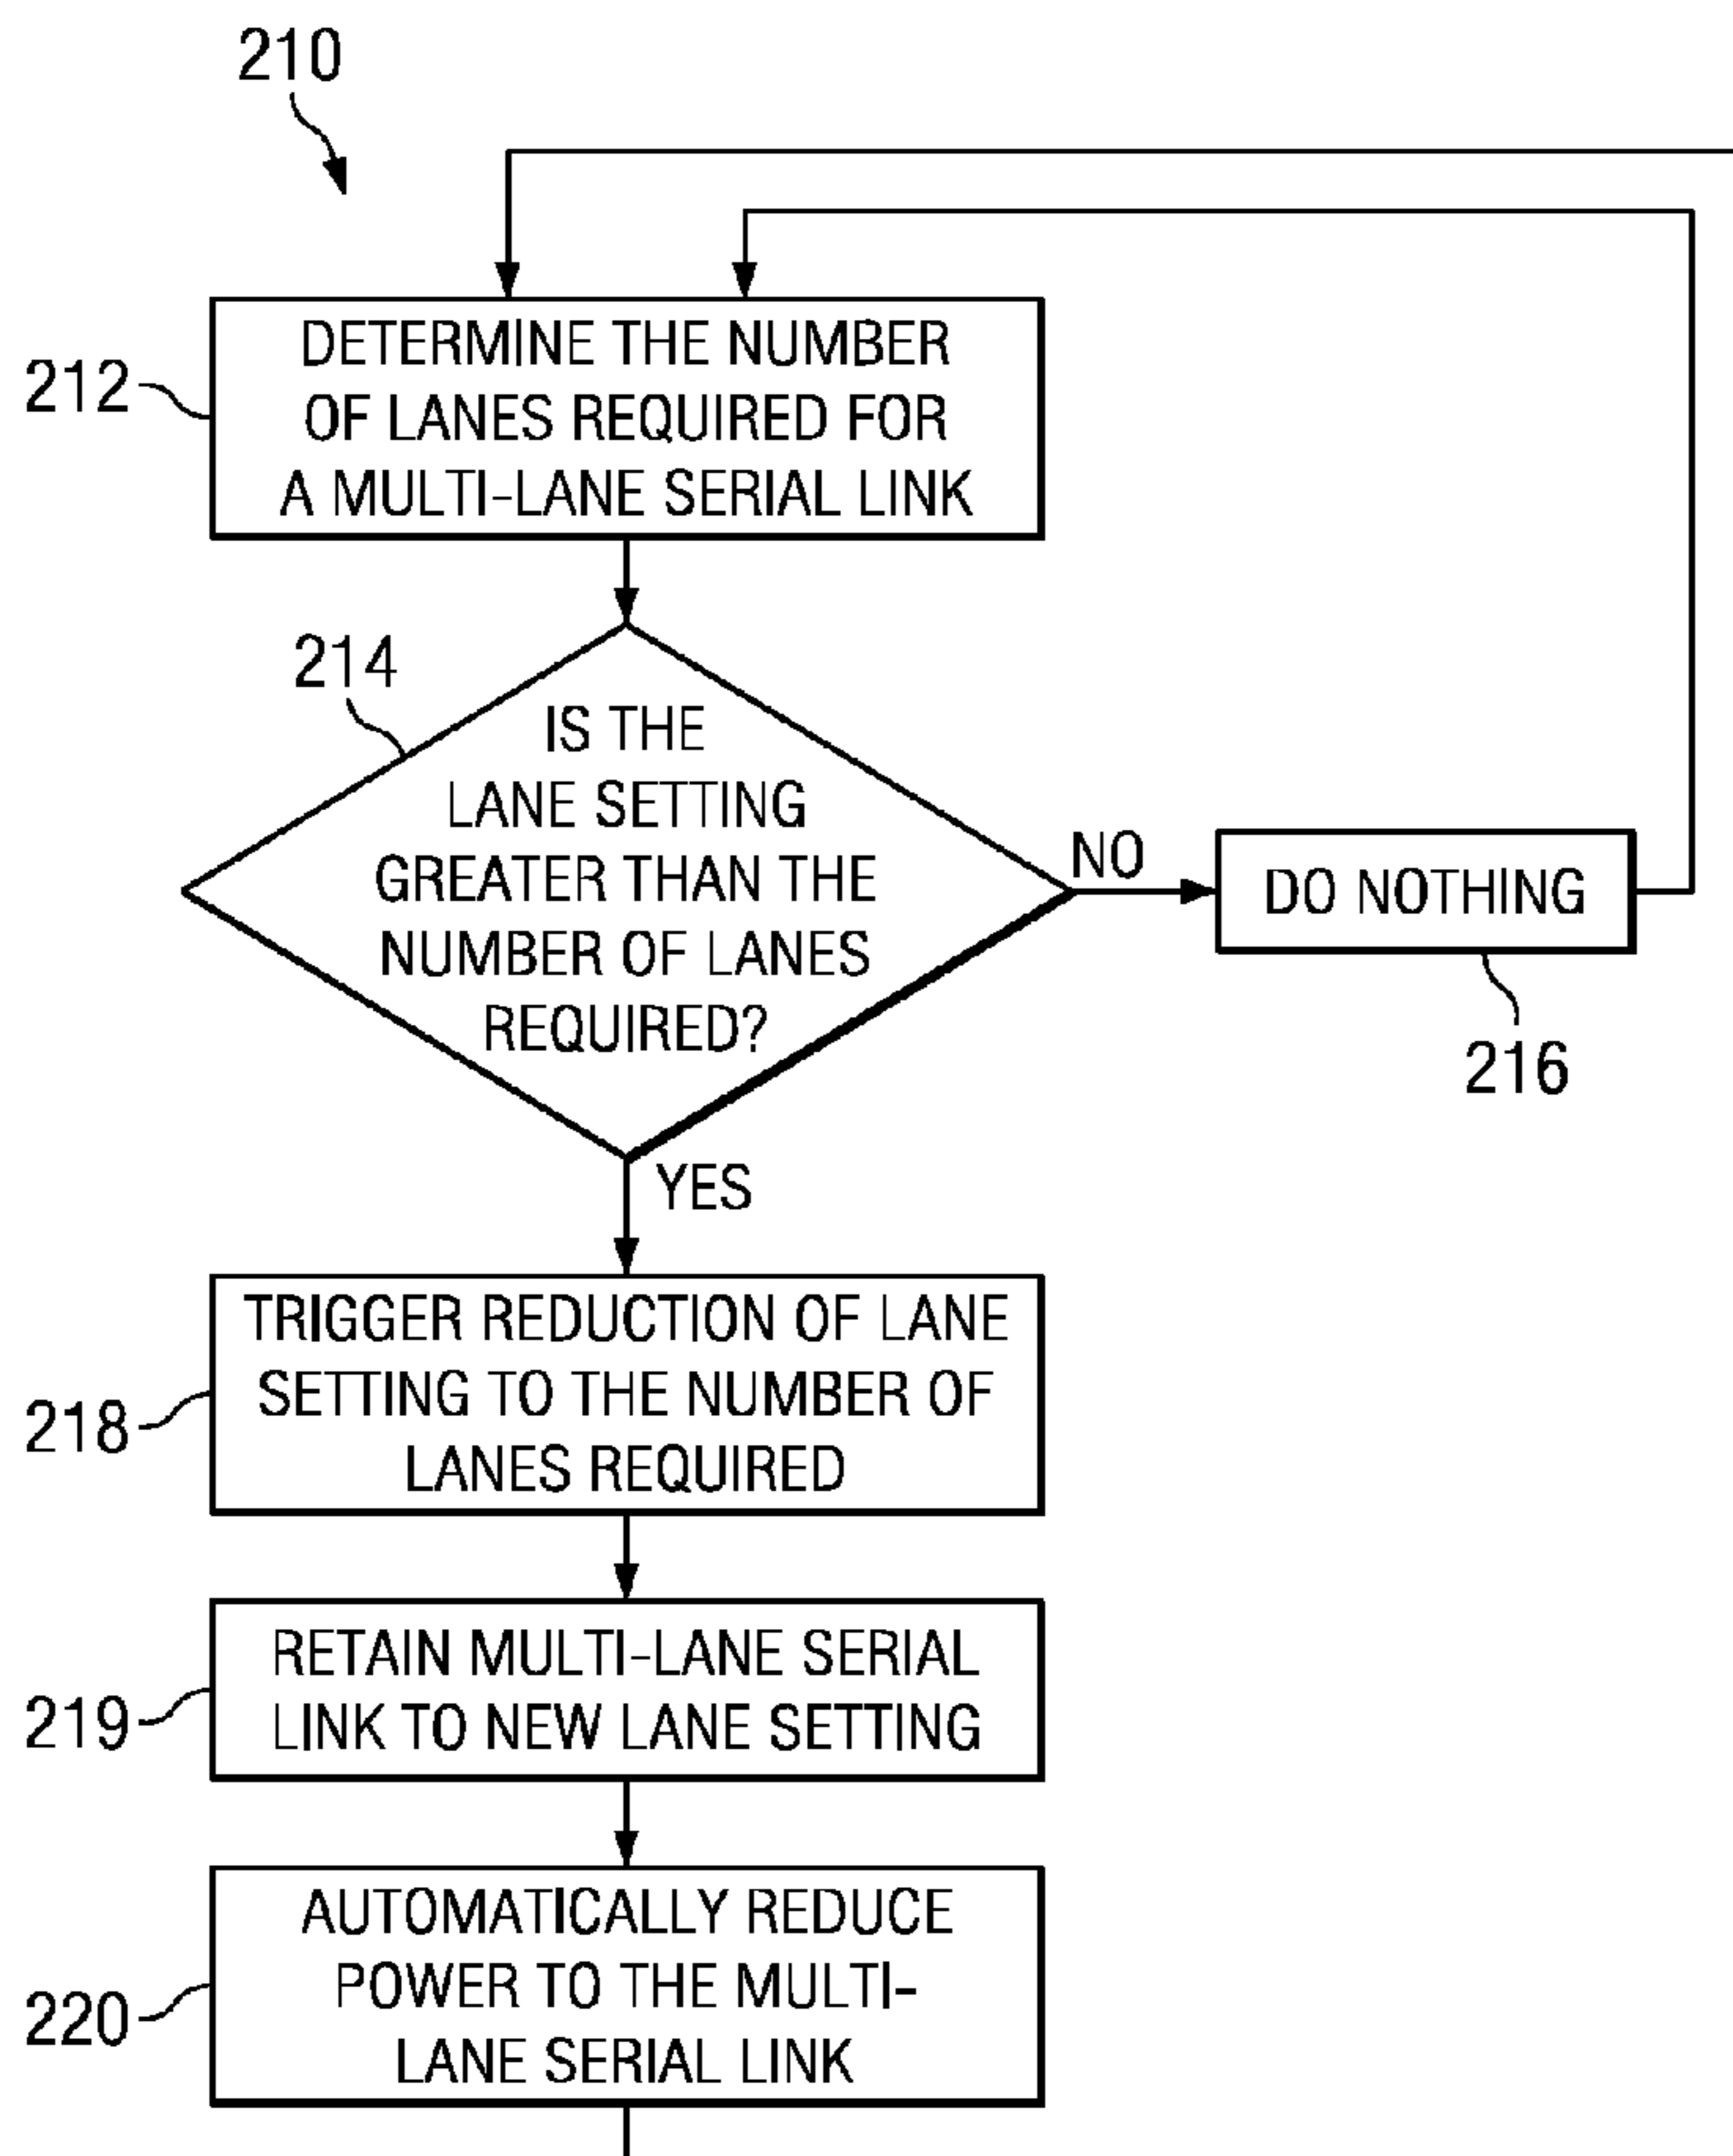 210
212
DETERMINE THE NUMBER
OF LANES REQUIRED FOR
A MULTI-LANE SERIAL LINK
214
IS THE
LANE SETTING
GREATER THAN THE
NUMBER OF LANES
REQUIRED?
NO
DO NOTHING
216
YES
218
TRIGGER REDUCTION OF LANE
SETTING TO THE NUMBER OF
LANES REQUIRED
219
RETAIN MULTI-LANE SERIAL
LINK TO NEW LANE SETTING
220
AUTOMATICALLY REDUCE
POWER TO THE MULTI-
LANE SERIAL LINK